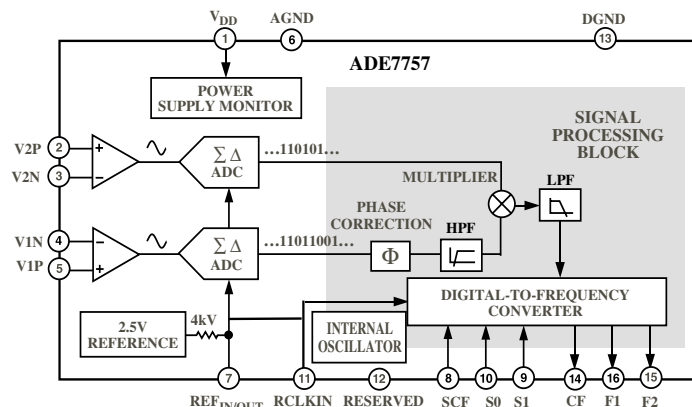 V_DD AGND DGND
1 6 13
ADE7757
POWER
SUPPLY MONITOR
SIGNAL
PROCESSING
BLOCK
V2P 2 +
V2N 3 −
Σ Δ
ADC
...110101...
MULTIPLIER
LPF
PHASE
CORRECTION
HPF
V1N 4 −
V1P 5 +
Σ Δ
ADC
...11011001...
Φ
DIGITAL-TO-FREQUENCY
CONVERTER
2.5V
REFERENCE
4kV
INTERNAL
OSCILLATOR
7 11 12 8 10 9 14 16 15
REF_IN/OUT RCLKIN RESERVED SCF S0 S1 CF F1 F2